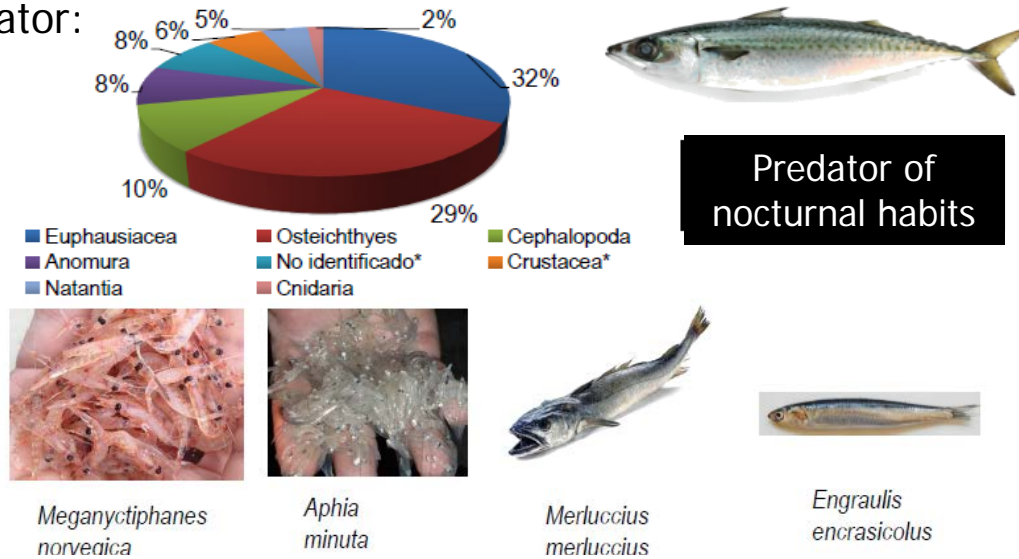 ator:
5%
2%
6%
8%
8%
32%
10%
29%
Predator of
nocturnal habits
Euphausiacea
Osteichthyes
Cephalopoda
Anomura
No identificado*
Crustacea*
Natantia
Cnidaria
Meganyctiphanes
norvegica
Aphia
minuta
Merluccius
merluccius
Engraulis
encrasicolus